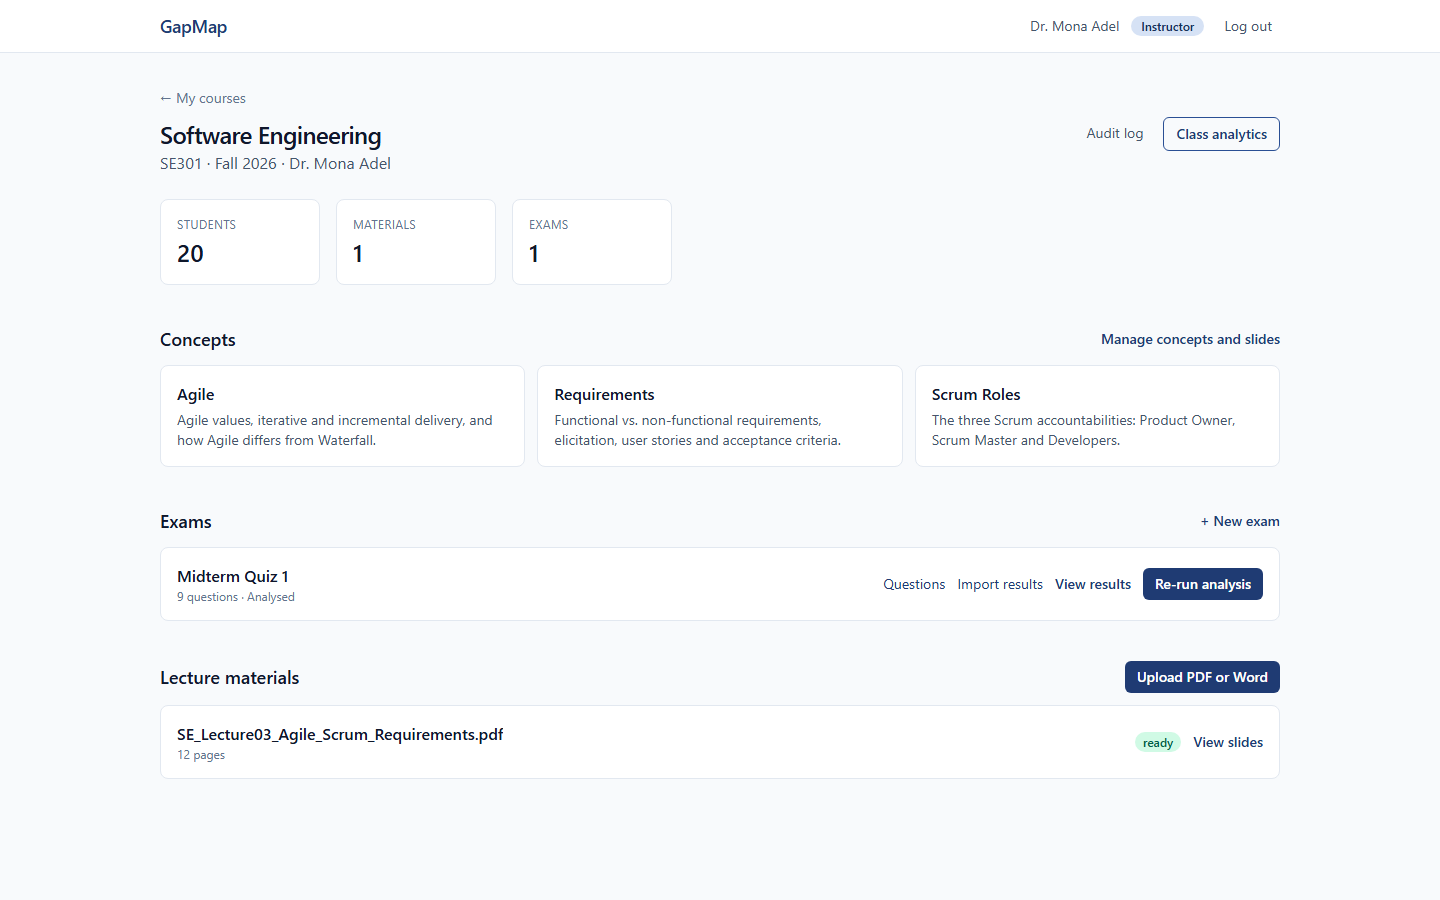 GapMap
Dr. Mona Adel Instructor Log out
← My courses
Software Engineering
Audit log Class analytics
SE301 · Fall 2026 · Dr. Mona Adel
STUDENTS
20
MATERIALS
1
EXAMS
1
Concepts
Manage concepts and slides
Agile
Agile values, iterative and incremental delivery, and
how Agile differs from Waterfall.
Requirements
Functional vs. non-functional requirements,
elicitation, user stories and acceptance criteria.
Scrum Roles
The three Scrum accountabilities: Product Owner,
Scrum Master and Developers.
Exams
+ New exam
Midterm Quiz 1
9 questions · Analysed
Questions Import results View results Re-run analysis
Lecture materials
Upload PDF or Word
SE_Lecture03_Agile_Scrum_Requirements.pdf
12 pages
ready View slides